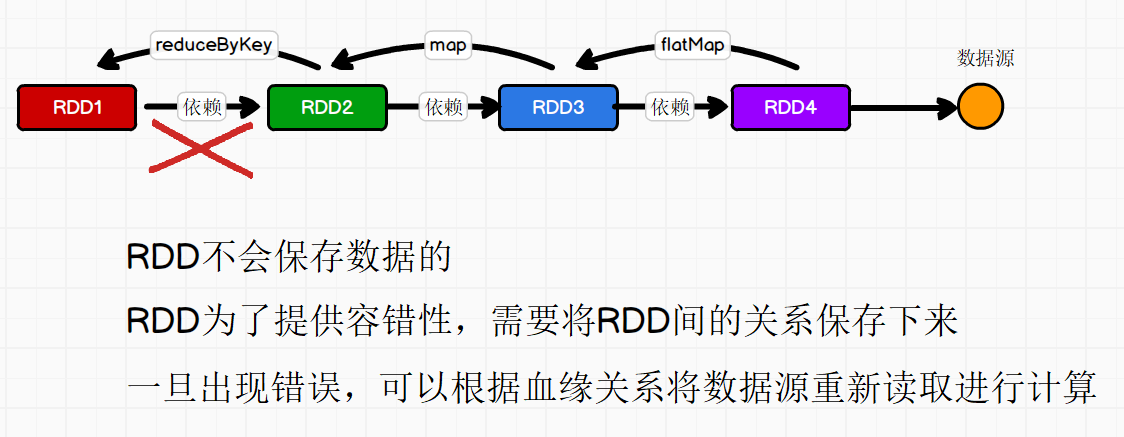 reduceByKey
map
flatMap
数据源
RDD1
依赖
RDD2
依赖
RDD3
依赖
RDD4
RDD不会保存数据的
RDD为了提供容错性，需要将RDD间的关系保存下来
一旦出现错误，可以根据血缘关系将数据源重新读取进行计算